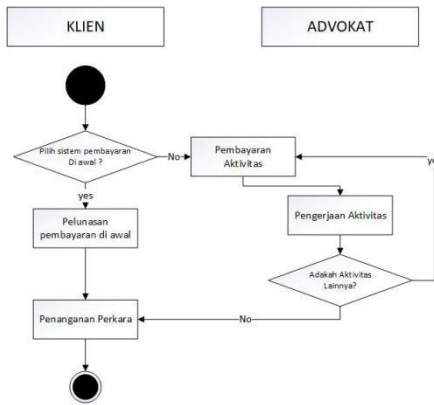 KLIEN
ADVOKAT
Pilih sistem pembayaran
Di awal ?
No
Pembayaran
Aktivitas
ye
yes
Pelunasan
pembayaran di awal
Pengerjaan Aktivitas
Adakah Aktivitas
Lainnya?
Penanganan Perkara
No